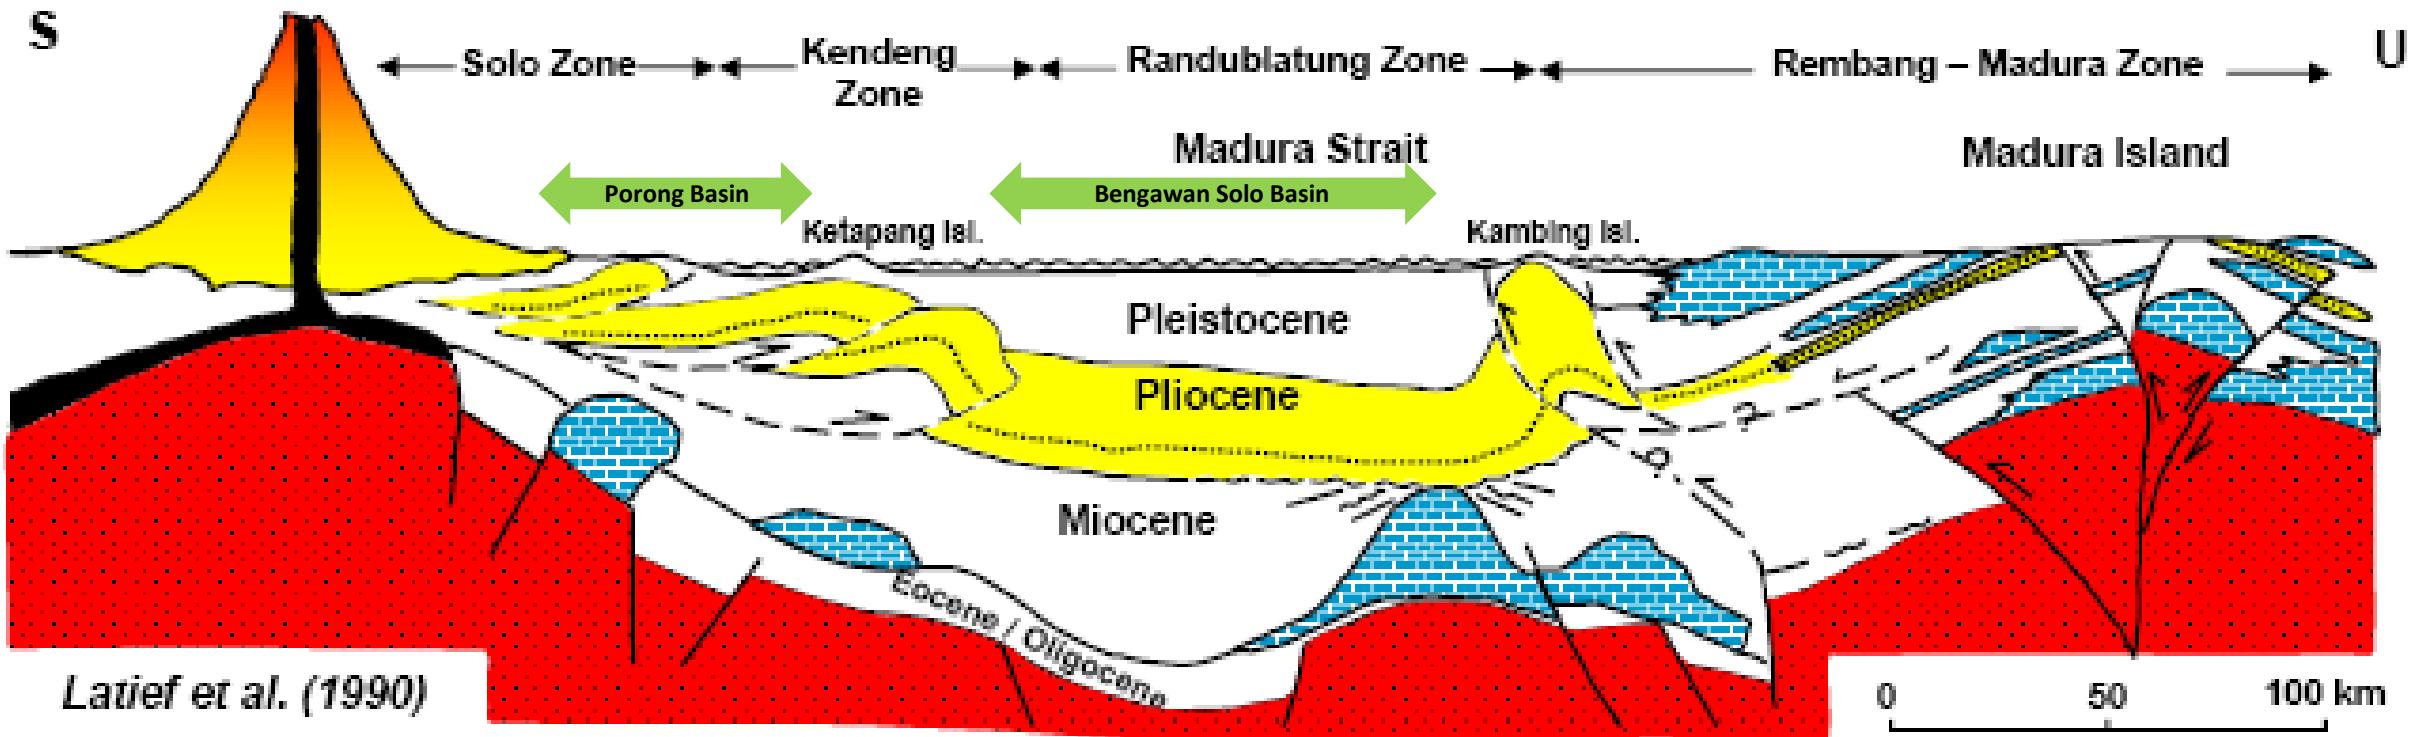 S
U
Solo Zone
Kendeng
Zone
Randublatung Zone
Rembang – Madura Zone
Madura Strait
Madura Island
Porong Basin
Bengawan Solo Basin
Ketapang Isl.
Kambing Isl.
Pleistocene
Pliocene
?
?
Miocene
Eocene / Oligocene
Latief et al. (1990)
0
50
100 km